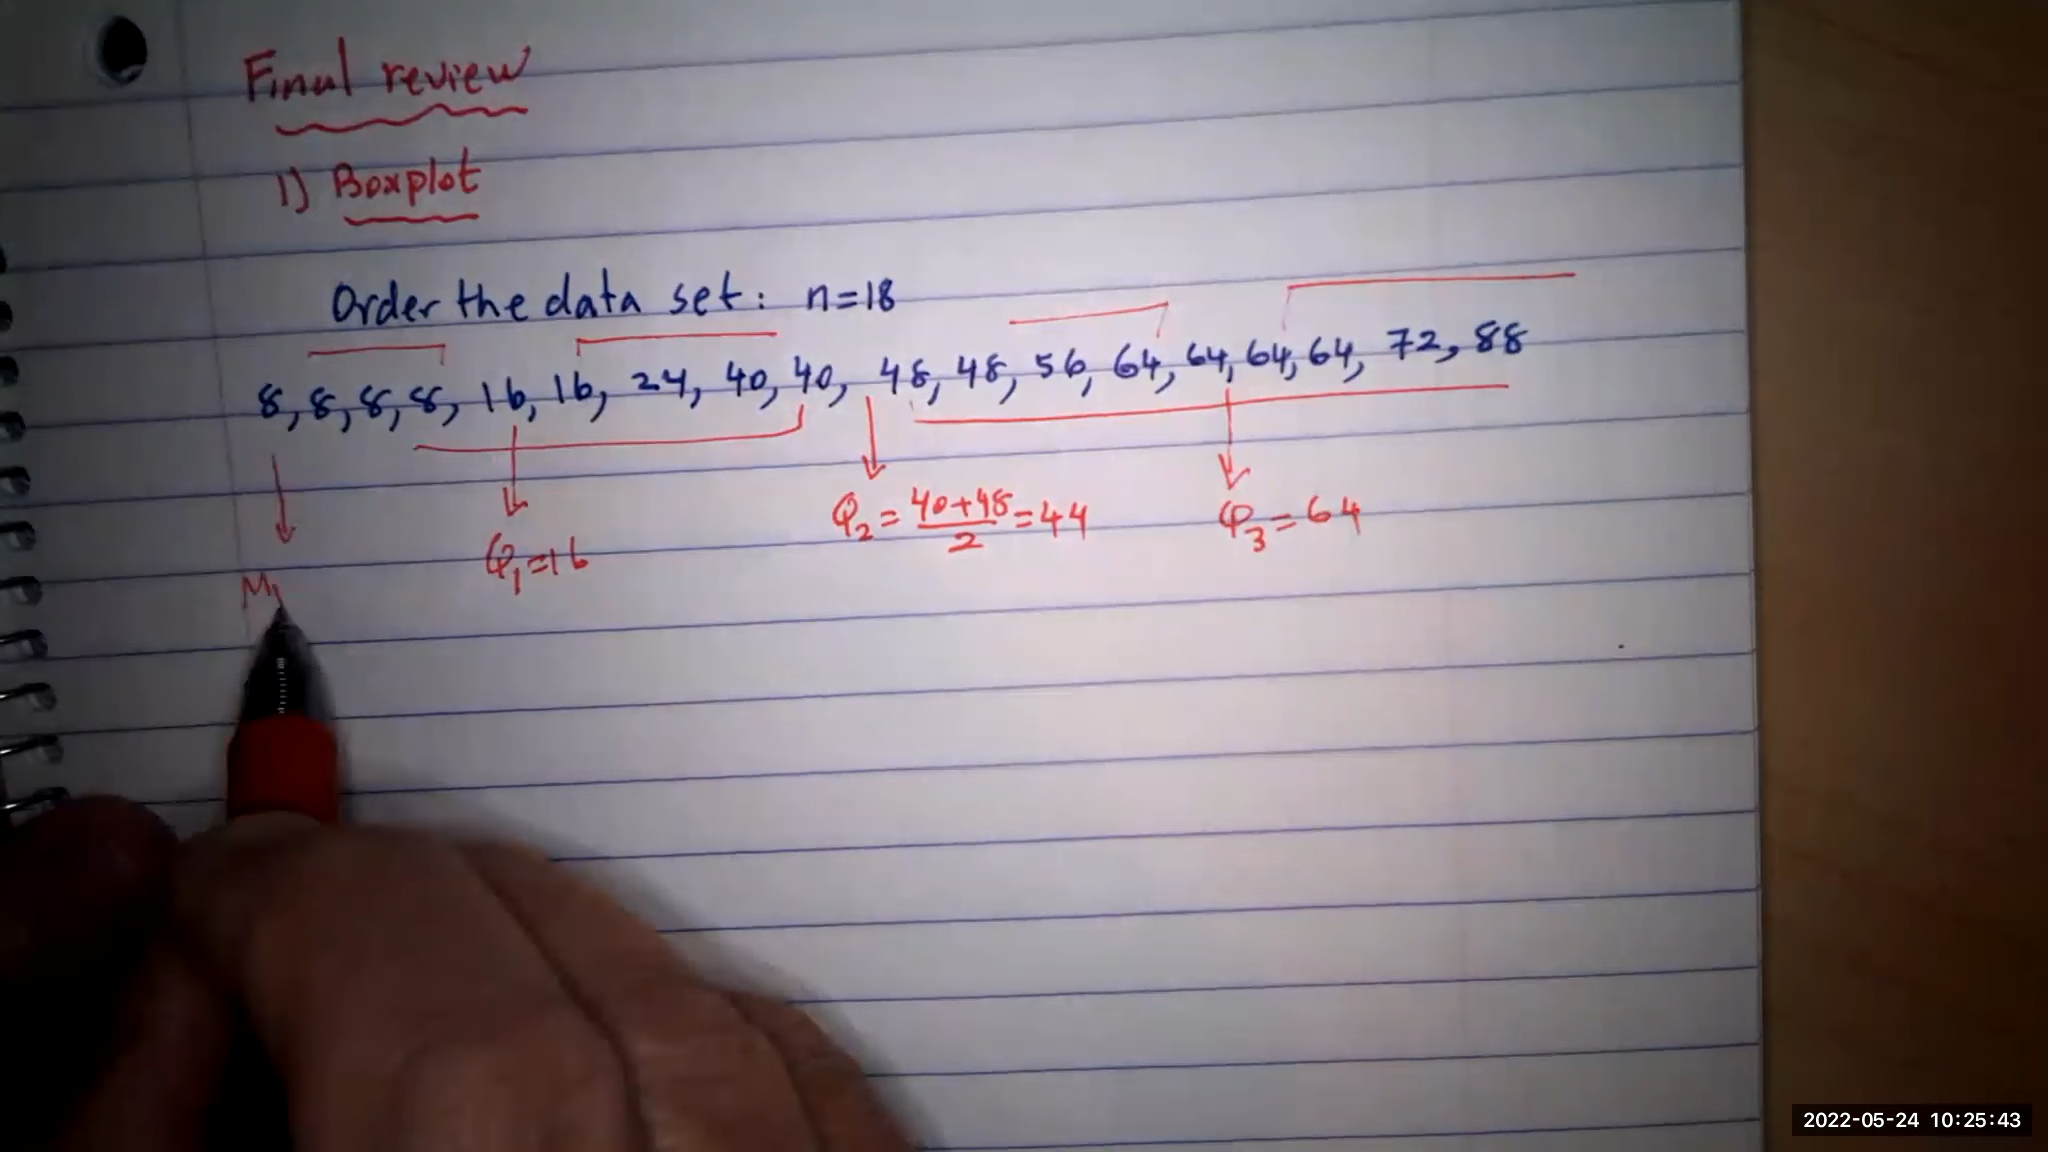 Final review
1) Boxplot
Order the data set: n=18
8, 8, 8, 8, 16, 16, 24, 40, 40, 48, 48, 56, 64, 64, 64, 64, 72, 88
Q₂ = (40+48)/2 = 44
Q₃ = 64
Q₁ = 16
Mi
2022-05-24 10:25:43